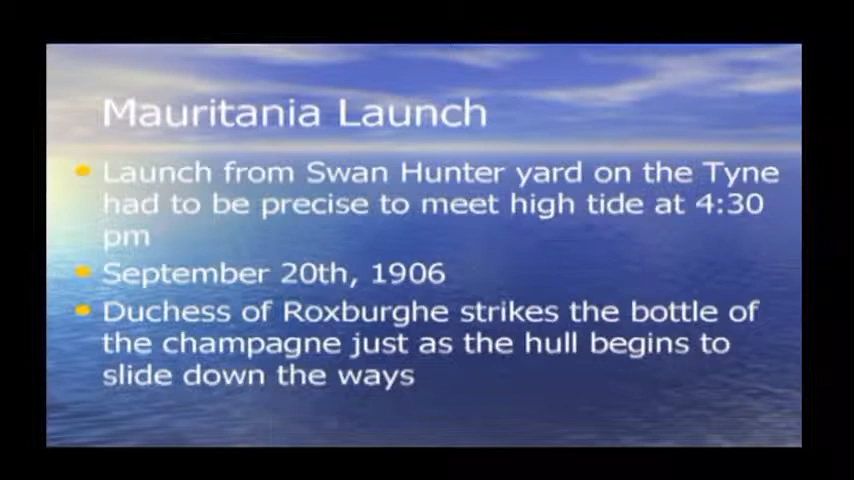 Mauritania Launch
Launch from Swan Hunter yard on the Tyne
had to be precise to meet high tide at 4:30
pm
September 20th, 1906
Duchess of Roxburghe strikes the bottle of
the champagne just as the hull begins to
slide down the ways